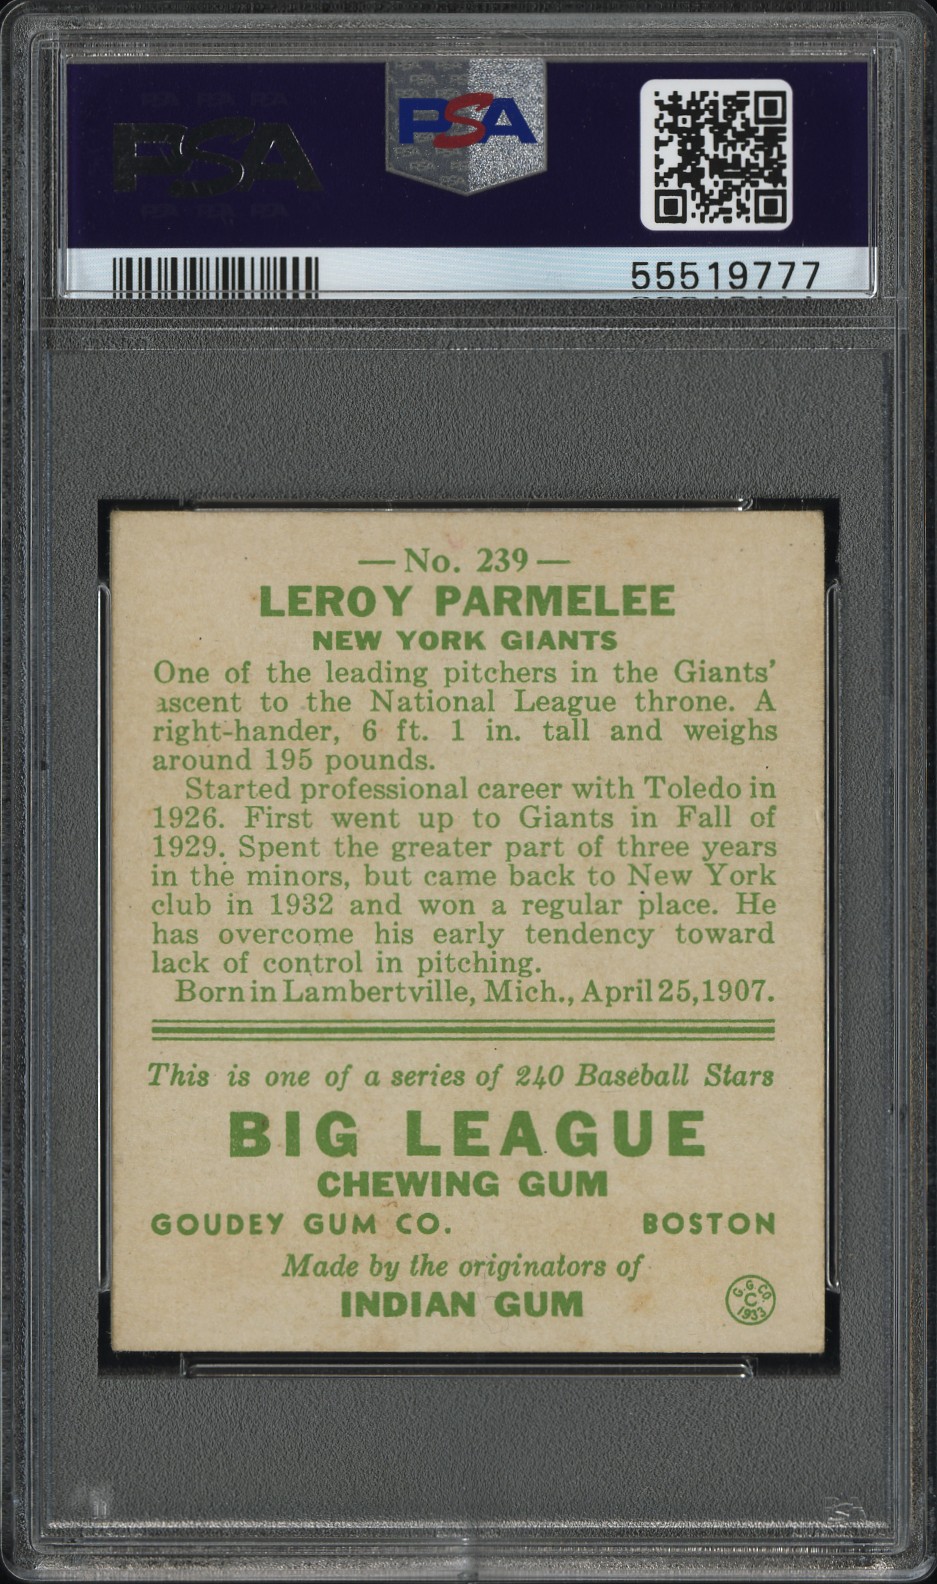 PSA
PSA
55519777
— No. 239 —
LEROY PARMELEE
NEW YORK GIANTS
One of the leading pitchers in the Giants'
ascent to the National League throne. A
right-hander, 6 ft. 1 in. tall and weighs
around 195 pounds.
Started professional career with Toledo in
1926. First went up to Giants in Fall of
1929. Spent the greater part of three years
in the minors, but came back to New York
club in 1932 and won a regular place. He
has overcome his early tendency toward
lack of control in pitching.
Born in Lambertville, Mich., April 25, 1907.
This is one of a series of 240 Baseball Stars
BIG LEAGUE
CHEWING GUM
GOUDEY GUM CO. BOSTON
Made by the originators of
INDIAN GUM
G. G. CO.
C
1933